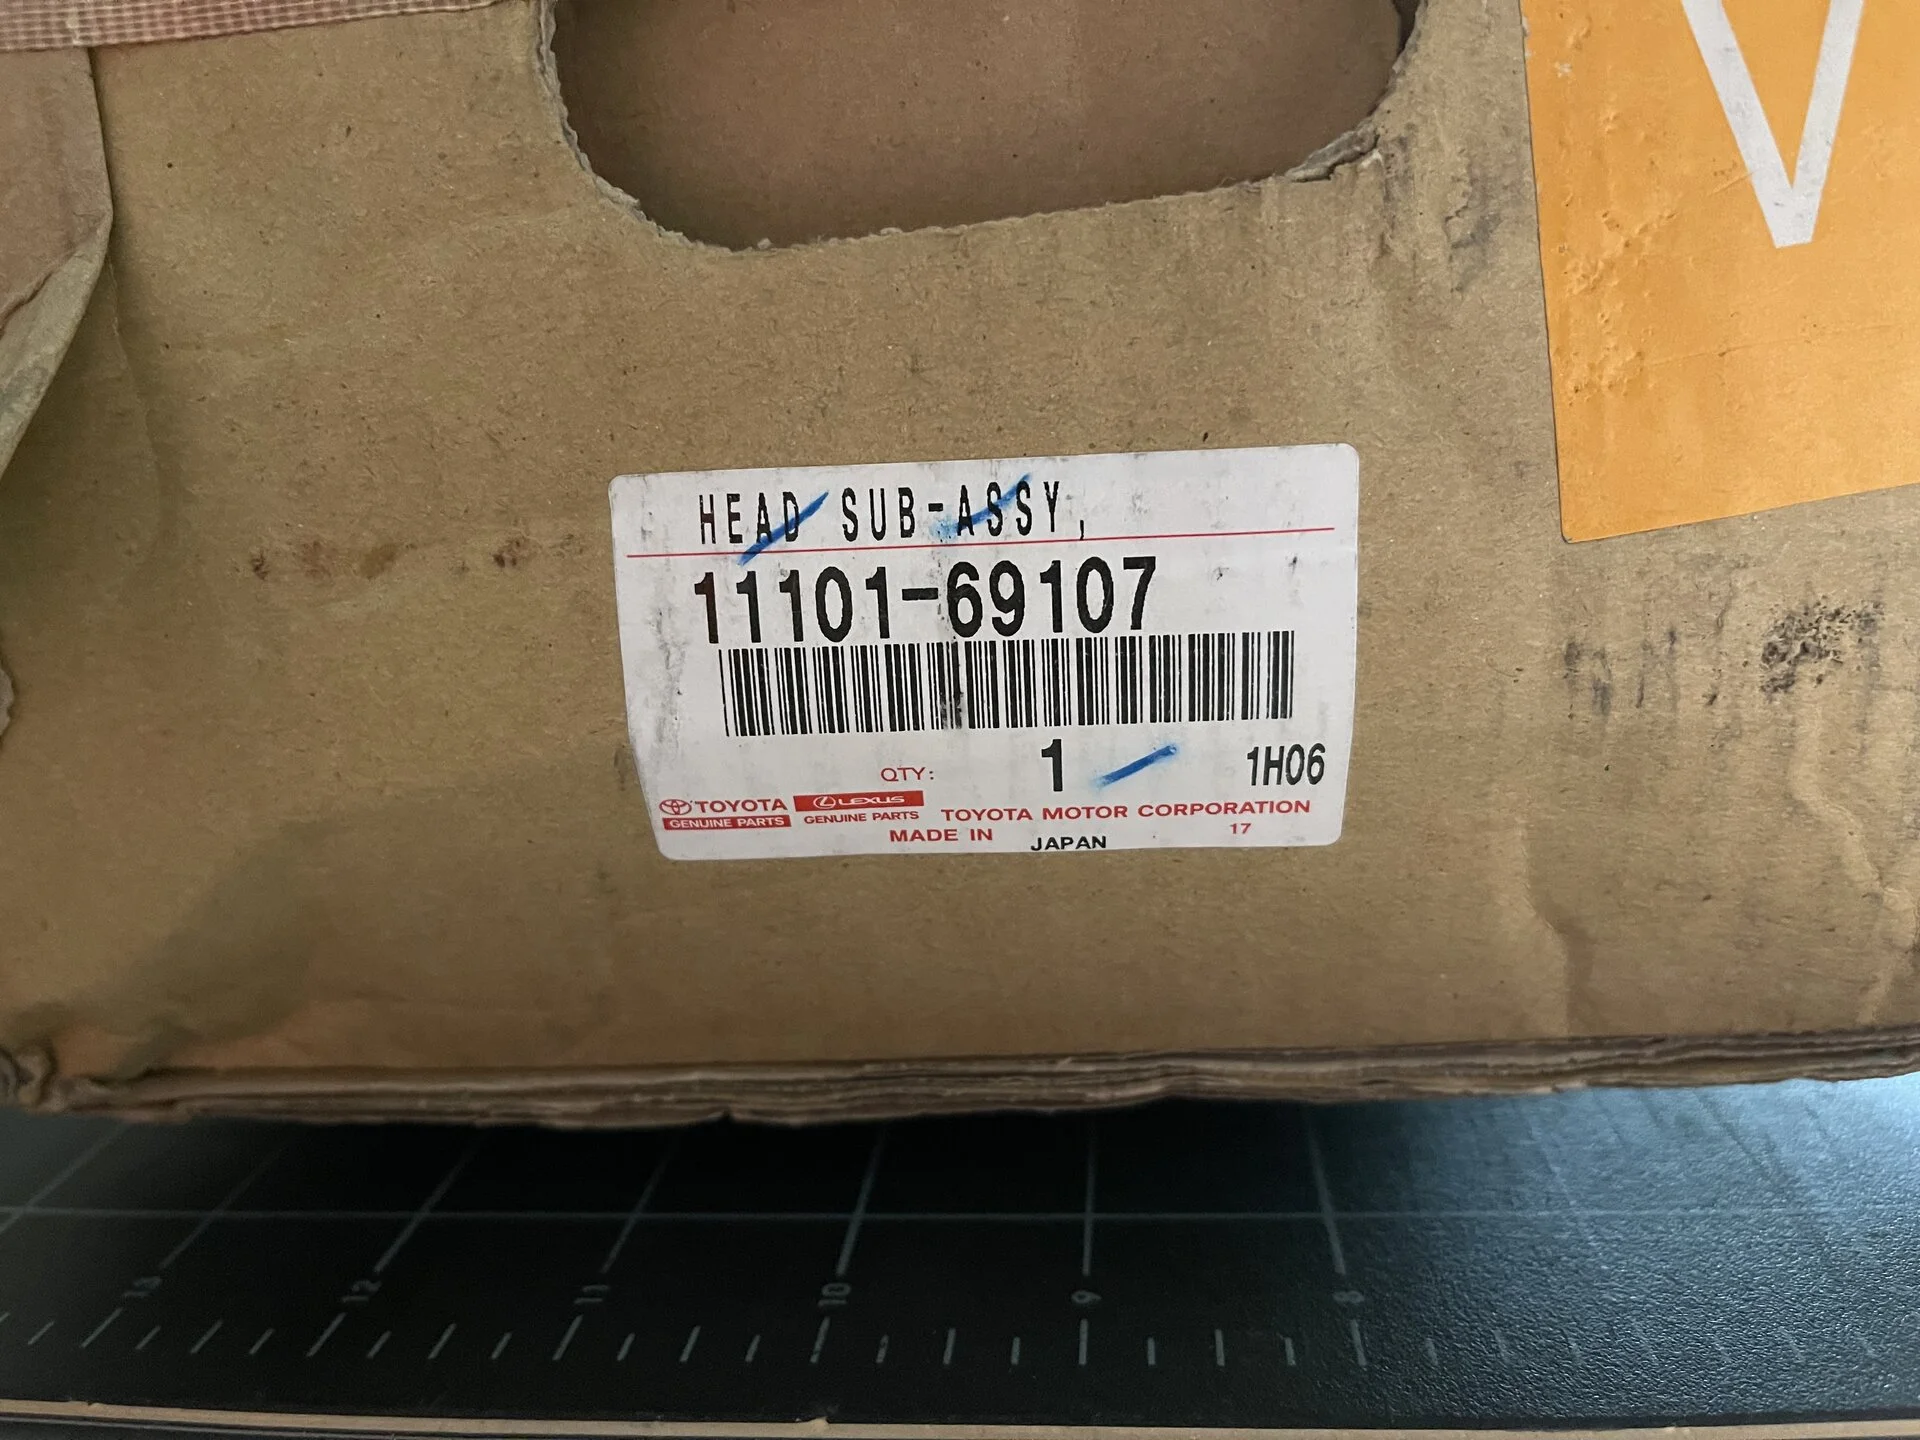 V
HEAD SUB-ASSY,
11101-69107
QTY: 1 1H06
TOYOTA LEXUS
GENUINE PARTS GENUINE PARTS TOYOTA MOTOR CORPORATION
MADE IN JAPAN 17
13 12 11 10 9 8